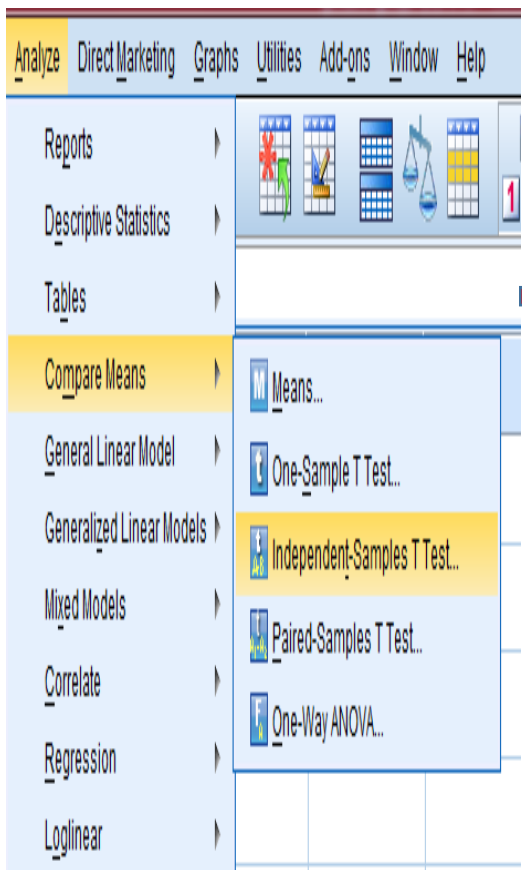 Analyze Direct Marketing Graphs Utilities Add-ons Window Help
Reports
Descriptive Statistics
Tables
Compare Means
General Linear Model
Generalized Linear Models
Mixed Models
Correlate
Regression
Loglinear
1
M Means...
t One-Sample T Test...
Independent-Samples T Test...
Paired-Samples T Test...
One-Way ANOVA...